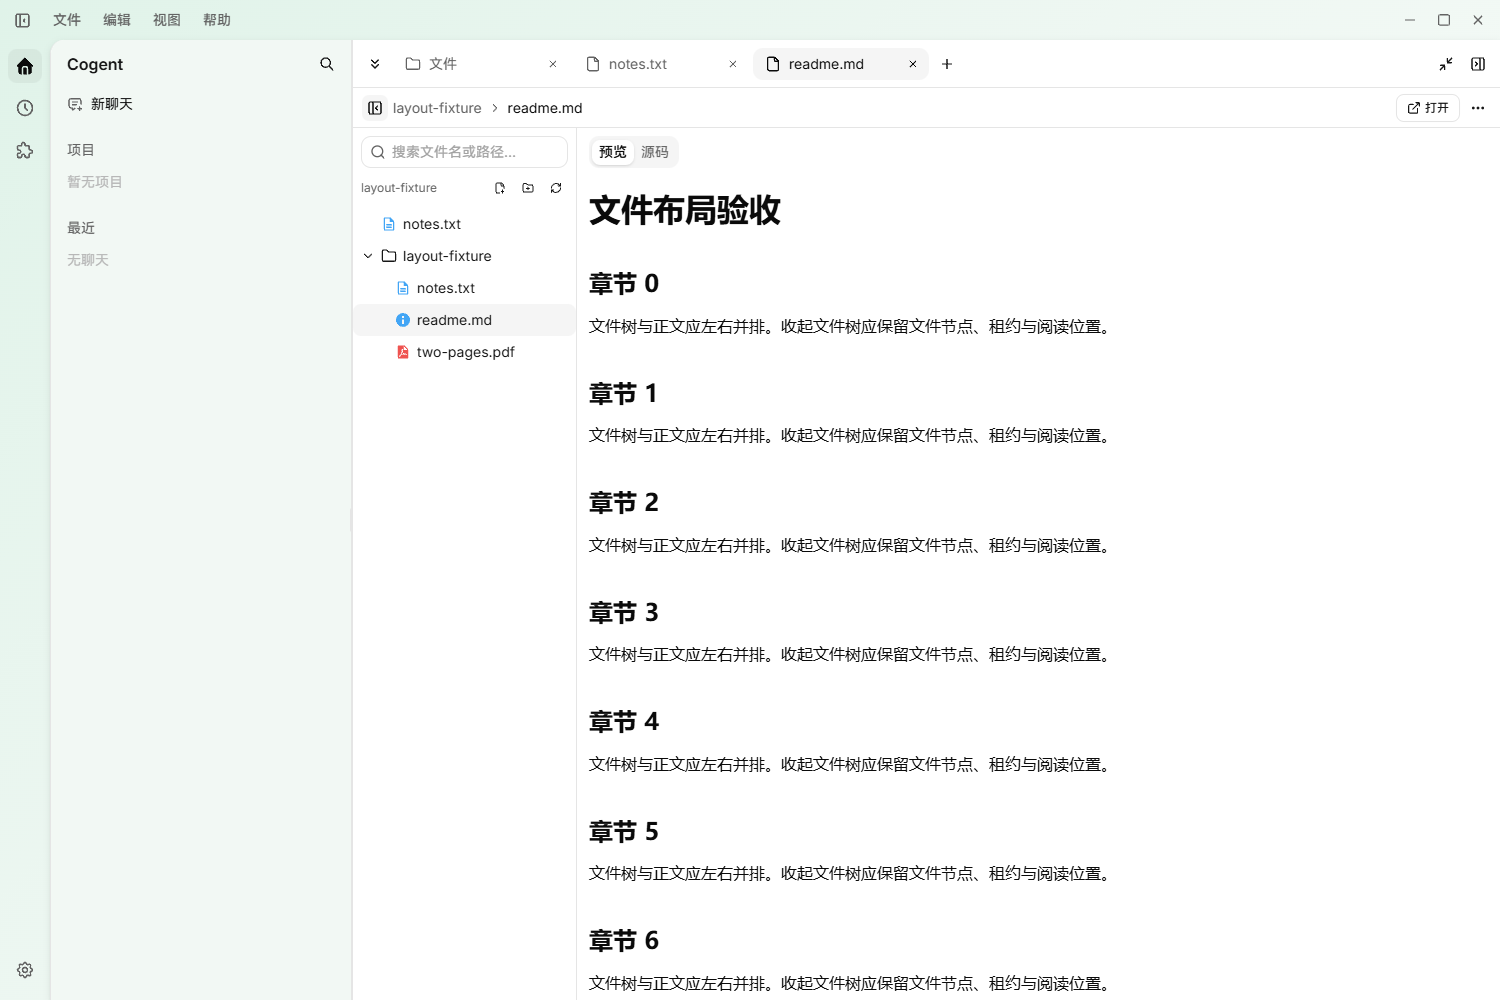 文件 编辑 视图 帮助
Cogent
新聊天
项目
暂无项目
最近
无聊天
文件 notes.txt readme.md
layout-fixture readme.md 打开
搜索文件名或路径...
layout-fixture
notes.txt
layout-fixture
notes.txt
readme.md
two-pages.pdf
预览 源码
文件布局验收
章节 0
文件树与正文应左右并排。收起文件树应保留文件节点、租约与阅读位置。
章节 1
文件树与正文应左右并排。收起文件树应保留文件节点、租约与阅读位置。
章节 2
文件树与正文应左右并排。收起文件树应保留文件节点、租约与阅读位置。
章节 3
文件树与正文应左右并排。收起文件树应保留文件节点、租约与阅读位置。
章节 4
文件树与正文应左右并排。收起文件树应保留文件节点、租约与阅读位置。
章节 5
文件树与正文应左右并排。收起文件树应保留文件节点、租约与阅读位置。
章节 6
文件树与正文应左右并排。收起文件树应保留文件节点、租约与阅读位置。